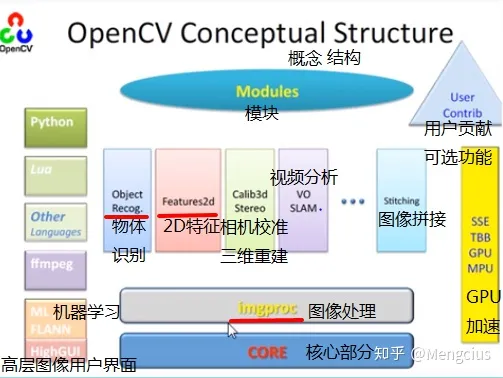 OpenCV
OpenCV Conceptual Structure
概念 结构
Modules
模块
User
Contrib
用户贡献
可选功能
Python
Lua
Other
Languages
ffmpeg
ML
FLANN
HighGUI
机器学习
高层图像用户界面
Object
Recog.
物体
识别
Features2d
2D特征
Calib3d
Stereo
相机校准
三维重建
视频分析
VO
SLAM
...
Stitching
图像拼接
SSE
TBB
GPU
MPU
GPU
加速
imgproc 图像处理
CORE 核心部分
知乎 @Mengcius